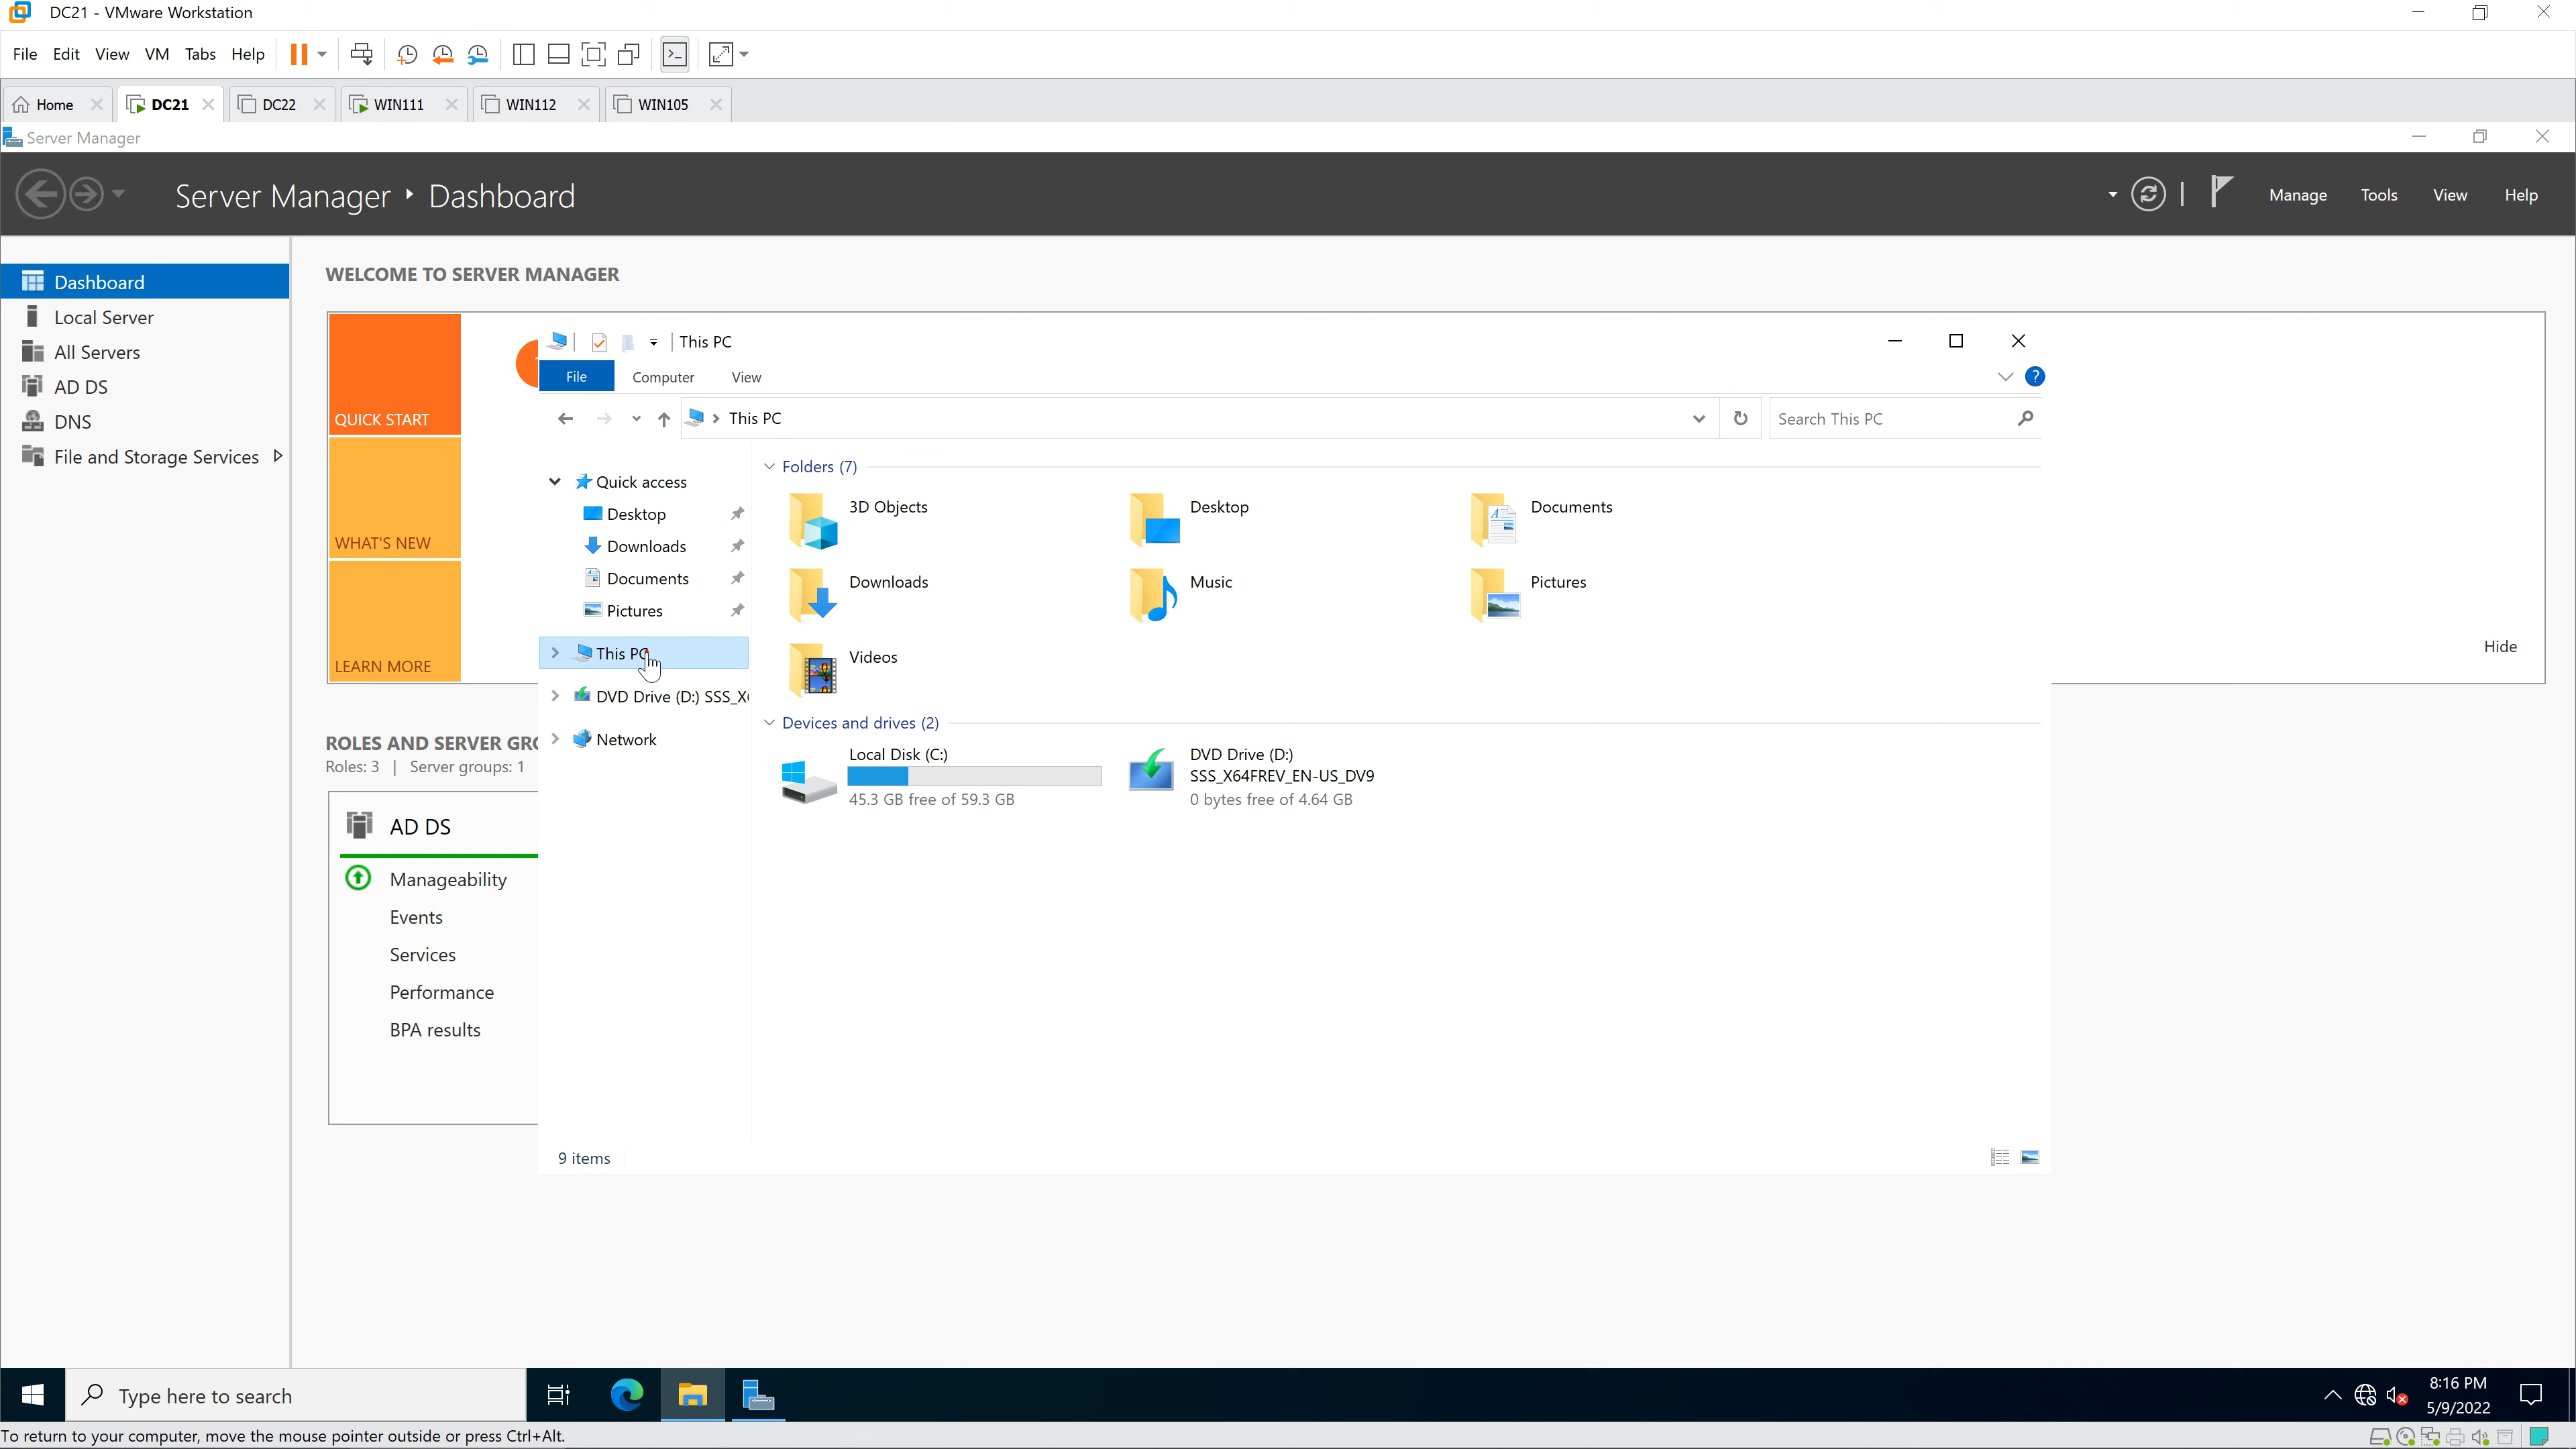 DC21 - VMware Workstation
File Edit View VM Tabs Help
Home DC21 DC22 WIN111 WIN112 WIN105
Server Manager
Server Manager Dashboard Manage Tools View Help
Dashboard
Local Server
All Servers
AD DS
DNS
File and Storage Services
WELCOME TO SERVER MANAGER
QUICK START
WHAT'S NEW
LEARN MORE
Hide
ROLES AND SERVER GRO
Roles: 3 | Server groups: 1
AD DS
Manageability
Events
Services
Performance
BPA results
This PC
File Computer View
This PC
Search This PC
Quick access
Desktop
Downloads
Documents
Pictures
This PC
DVD Drive (D:) SSS_X6
Network
Folders (7)
3D Objects
Desktop
Documents
Downloads
Music
Pictures
Videos
Devices and drives (2)
Local Disk (C:)
45.3 GB free of 59.3 GB
DVD Drive (D:)
SSS_X64FREV_EN-US_DV9
0 bytes free of 4.64 GB
9 items
Type here to search
8:16 PM
5/9/2022
To return to your computer, move the mouse pointer outside or press Ctrl+Alt.